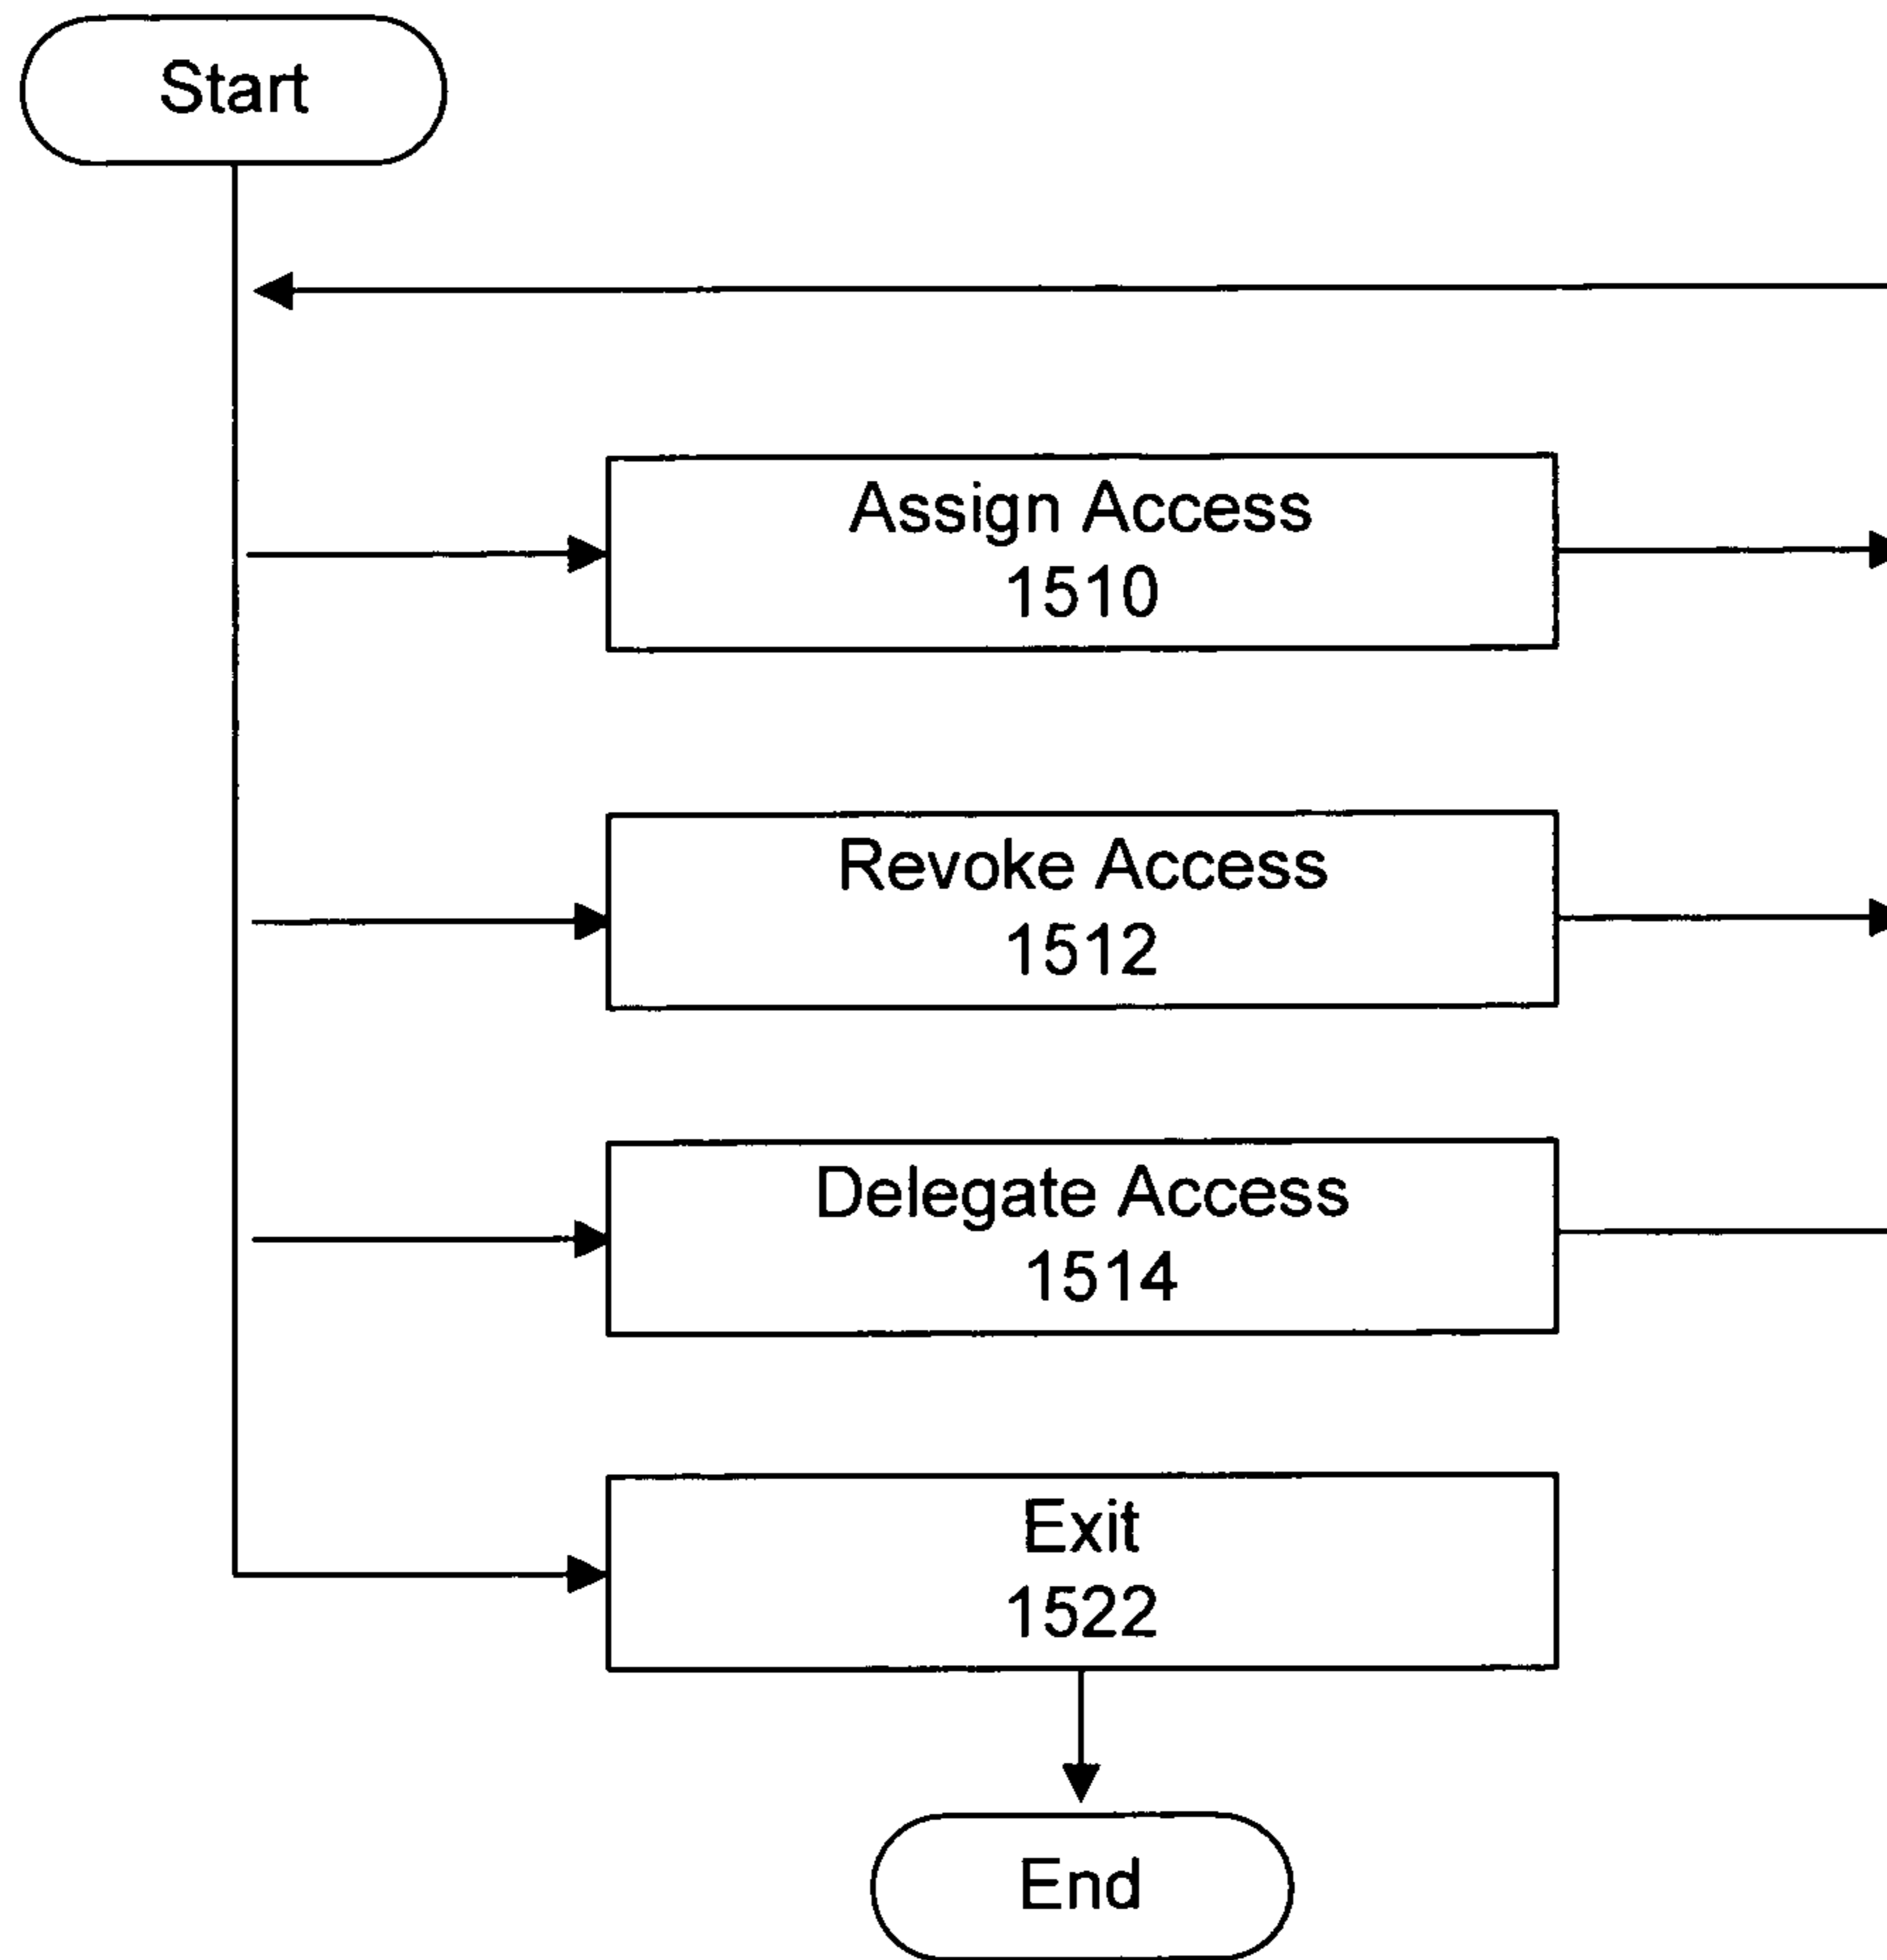 Start
Assign Access
1510
Revoke Access
1512
Delegate Access
1514
Exit
1522
End